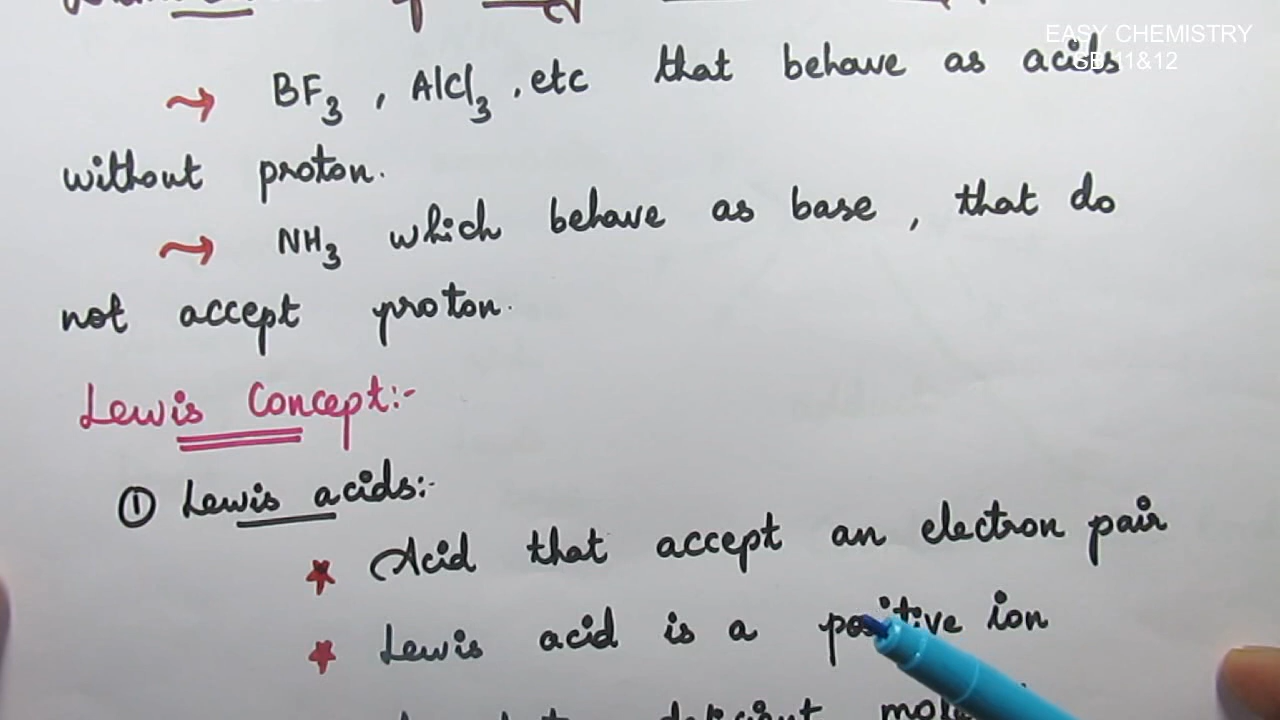 EASY CHEMISTRY
→ BF3, AlCl3, etc that behave as acids
without proton.
→ NH3 which behave as base, that do
not accept proton.
Lewis Concept:-
① Lewis acids:-
★ Acid that accept an electron pair
★ Lewis acid is a positive ion
deficient